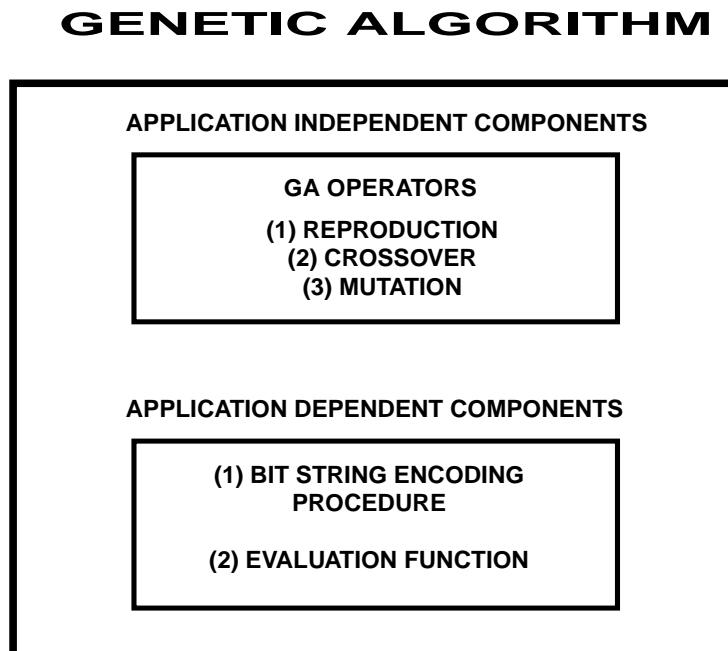 GENETIC ALGORITHM
APPLICATION INDEPENDENT COMPONENTS
GA OPERATORS
(1) REPRODUCTION
(2) CROSSOVER
(3) MUTATION
APPLICATION DEPENDENT COMPONENTS
(1) BIT STRING ENCODING
PROCEDURE
(2) EVALUATION FUNCTION